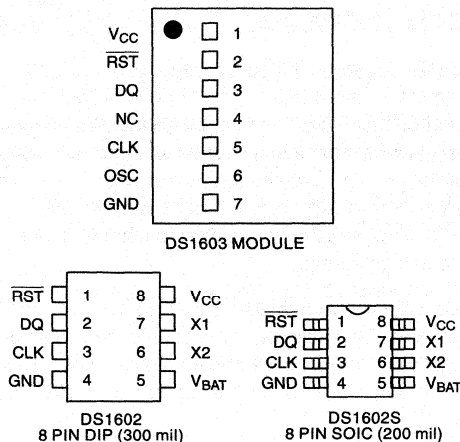 VCC 1
RST 2
DQ 3
NC 4
CLK 5
OSC 6
GND 7
DS1603 MODULE
RST 1 8 VCC
DQ 2 7 X1
CLK 3 6 X2
GND 4 5 VBAT
DS1602
8 PIN DIP (300 mil)
RST 1 8 VCC
DQ 2 7 X1
CLK 3 6 X2
GND 4 5 VBAT
DS1602S
8 PIN SOIC (200 mil)